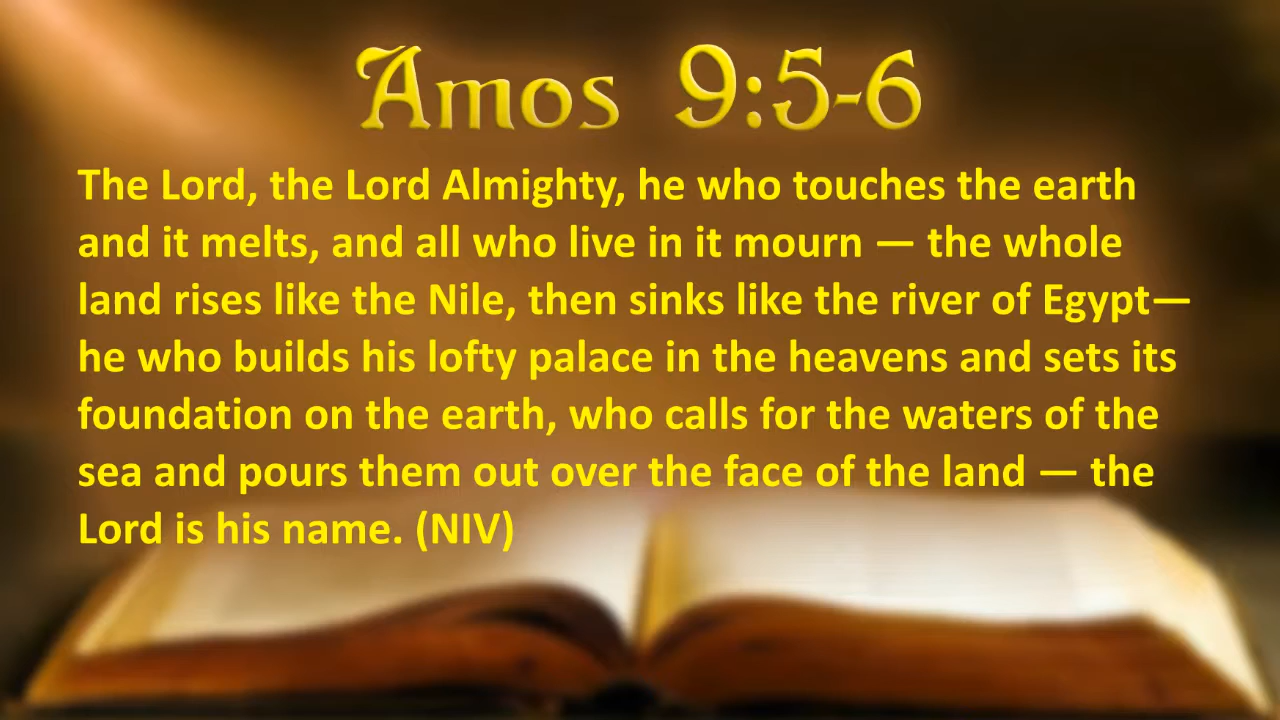 Amos 9:5-6
The Lord, the Lord Almighty, he who touches the earth
and it melts, and all who live in it mourn — the whole
land rises like the Nile, then sinks like the river of Egypt—
he who builds his lofty palace in the heavens and sets its
foundation on the earth, who calls for the waters of the
sea and pours them out over the face of the land — the
Lord is his name. (NIV)